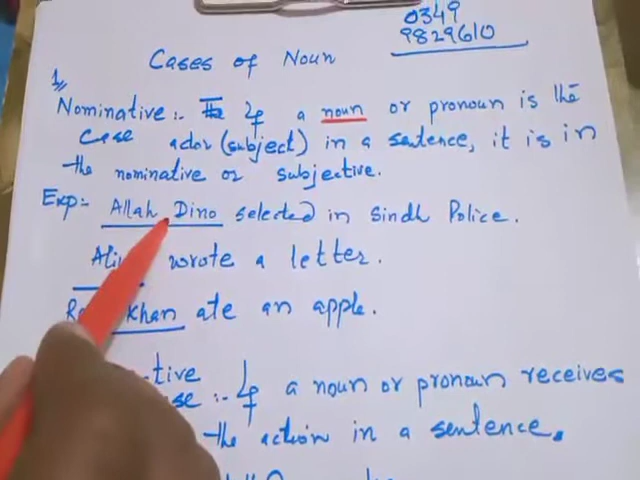 0349
9829610
Cases of Noun
1
Nominative :- If a noun or pronoun is the
Case actor (subject) in a sentence, it is in
the nominative or subjective.
Exp:- Allah Dino selected in Sindh Police.
wrote a letter.
Khan ate an apple.
tive
se :- If a noun or pronoun receives
the action in a sentence.